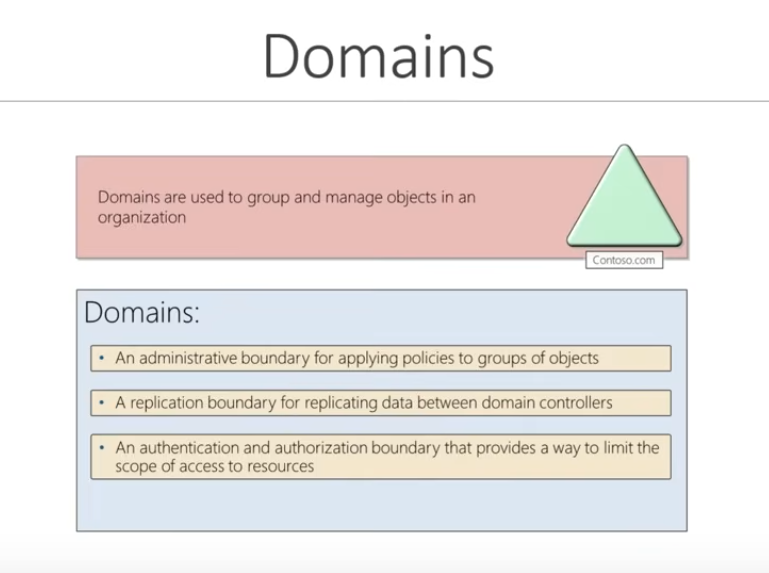 Domains
Domains are used to group and manage objects in an
organization
Contoso.com
Domains:
• An administrative boundary for applying policies to groups of objects
• A replication boundary for replicating data between domain controllers
• An authentication and authorization boundary that provides a way to limit the
scope of access to resources